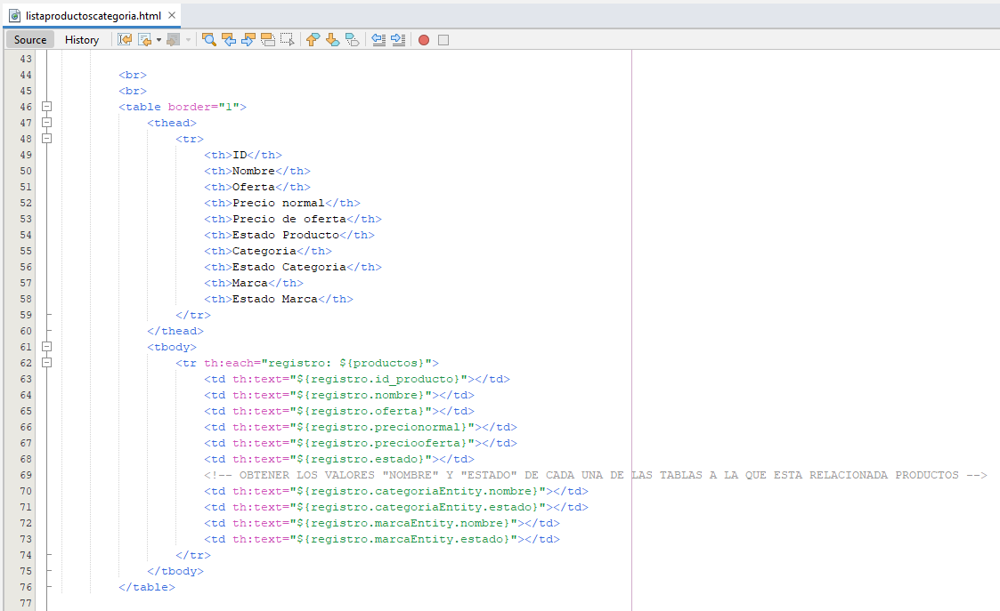 listaproductoscategoria.html
Source History
43
44 <br>
45 <br>
46 <table border="1">
47 <thead>
48 <tr>
49 <th>ID</th>
50 <th>Nombre</th>
51 <th>Oferta</th>
52 <th>Precio normal</th>
53 <th>Precio de oferta</th>
54 <th>Estado Producto</th>
55 <th>Categoria</th>
56 <th>Estado Categoria</th>
57 <th>Marca</th>
58 <th>Estado Marca</th>
59 </tr>
60 </thead>
61 <tbody>
62 <tr th:each="registro: ${productos}">
63 <td th:text="${registro.id_producto}"></td>
64 <td th:text="${registro.nombre}"></td>
65 <td th:text="${registro.oferta}"></td>
66 <td th:text="${registro.precionormal}"></td>
67 <td th:text="${registro.preciooferta}"></td>
68 <td th:text="${registro.estado}"></td>
69 <!-- OBTENER LOS VALORES "NOMBRE" Y "ESTADO" DE CADA UNA DE LAS TABLAS A LA QUE ESTA RELACIONADA PRODUCTOS -->
70 <td th:text="${registro.categoriaEntity.nombre}"></td>
71 <td th:text="${registro.categoriaEntity.estado}"></td>
72 <td th:text="${registro.marcaEntity.nombre}"></td>
73 <td th:text="${registro.marcaEntity.estado}"></td>
74 </tr>
75 </tbody>
76 </table>
77